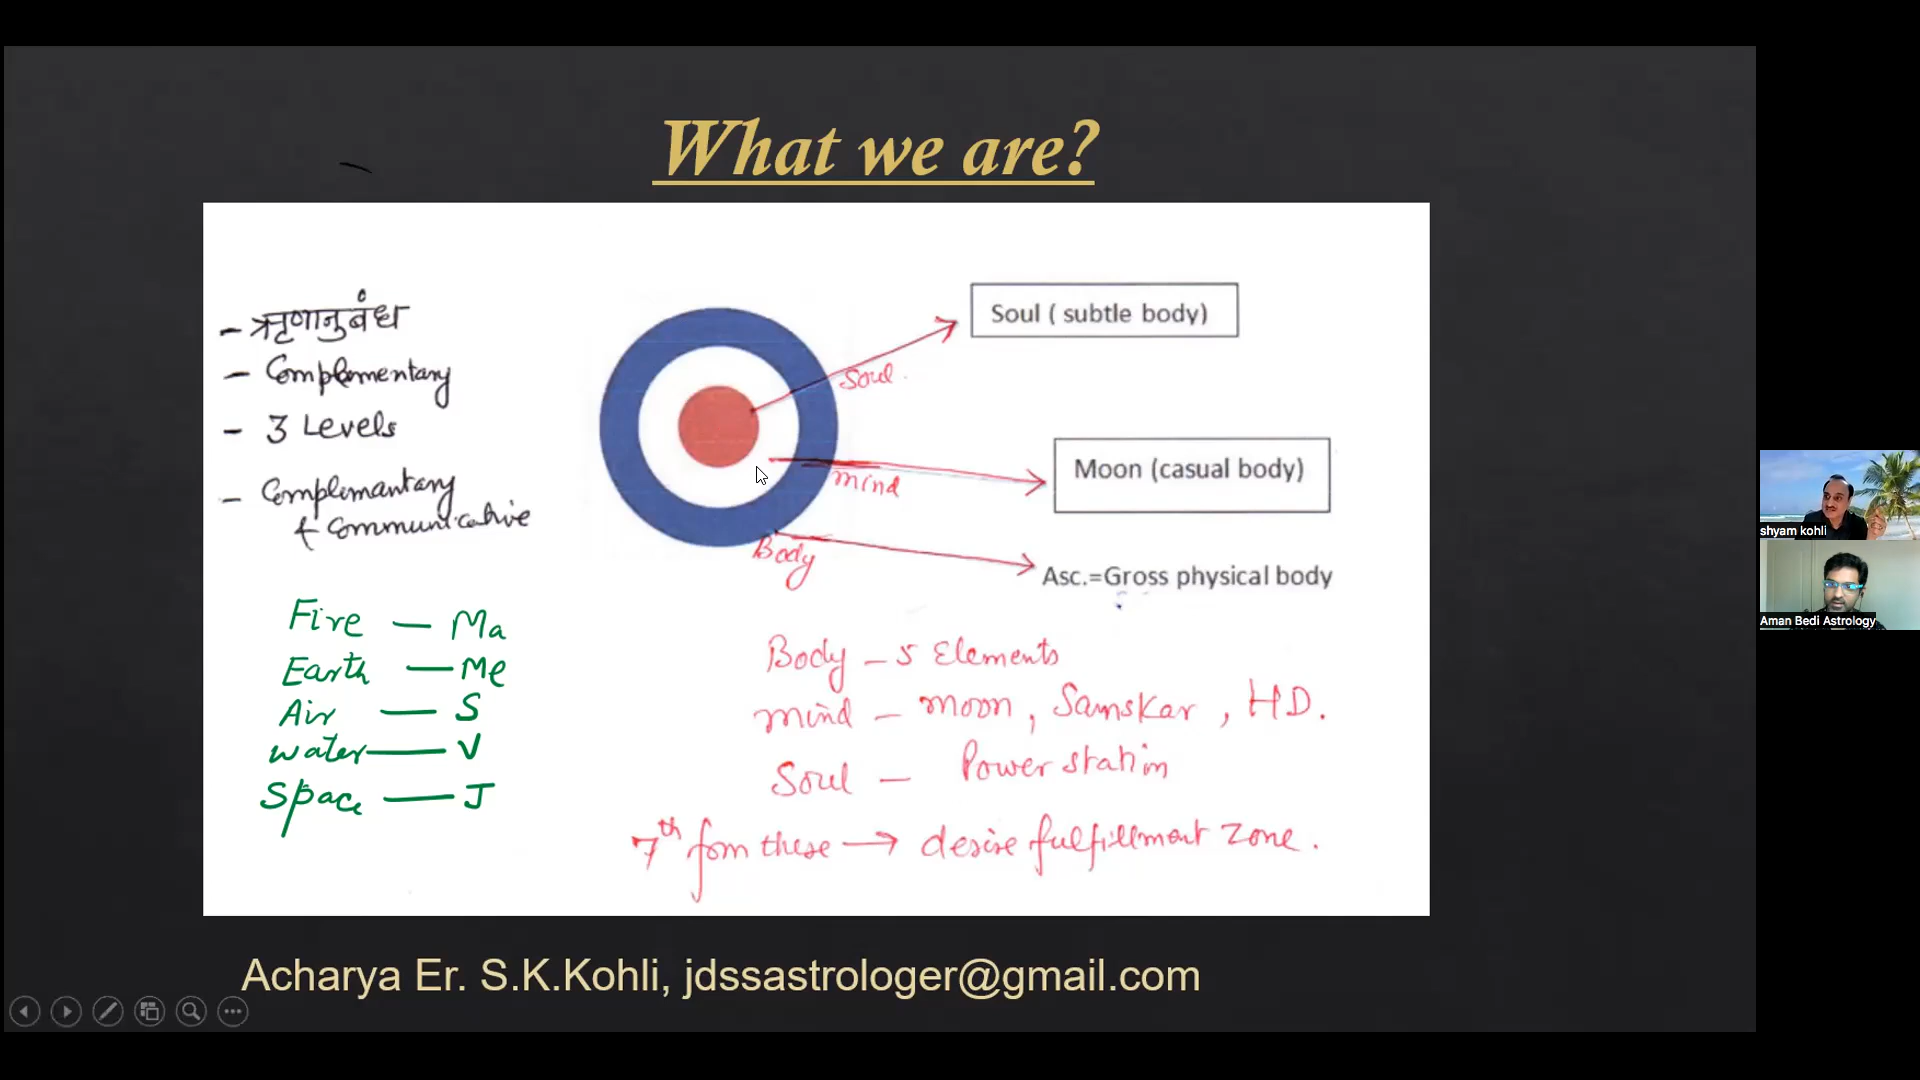 What we are?
- ऋणानुबंध
- Complementary
- 3 Levels
- Complemantary
& Communicative
Soul ( subtle body)
Soul
Moon (casual body)
mind
Body
Asc.=Gross physical body
Fire — Ma
Earth — Me
Air — S
Water — V
Space — J
Body – 5 Elements
Mind – Moon, Samskar, HD.
Soul – Power station
7th from these → desire fulfillment zone.
Acharya Er. S.K.Kohli, jdssastrologer@gmail.com
shyam kohli
Aman Bedi Astrology